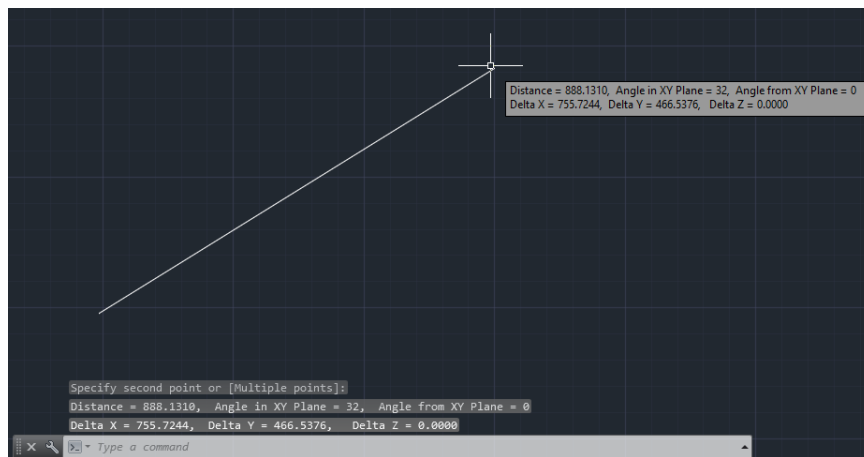 Distance = 888.1310, Angle in XY Plane = 32, Angle from XY Plane = 0
Delta X = 755.7244, Delta Y = 466.5376, Delta Z = 0.0000
Specify second point or [Multiple points]:
Distance = 888.1310, Angle in XY Plane = 32, Angle from XY Plane = 0
Delta X = 755.7244, Delta Y = 466.5376, Delta Z = 0.0000
Type a command